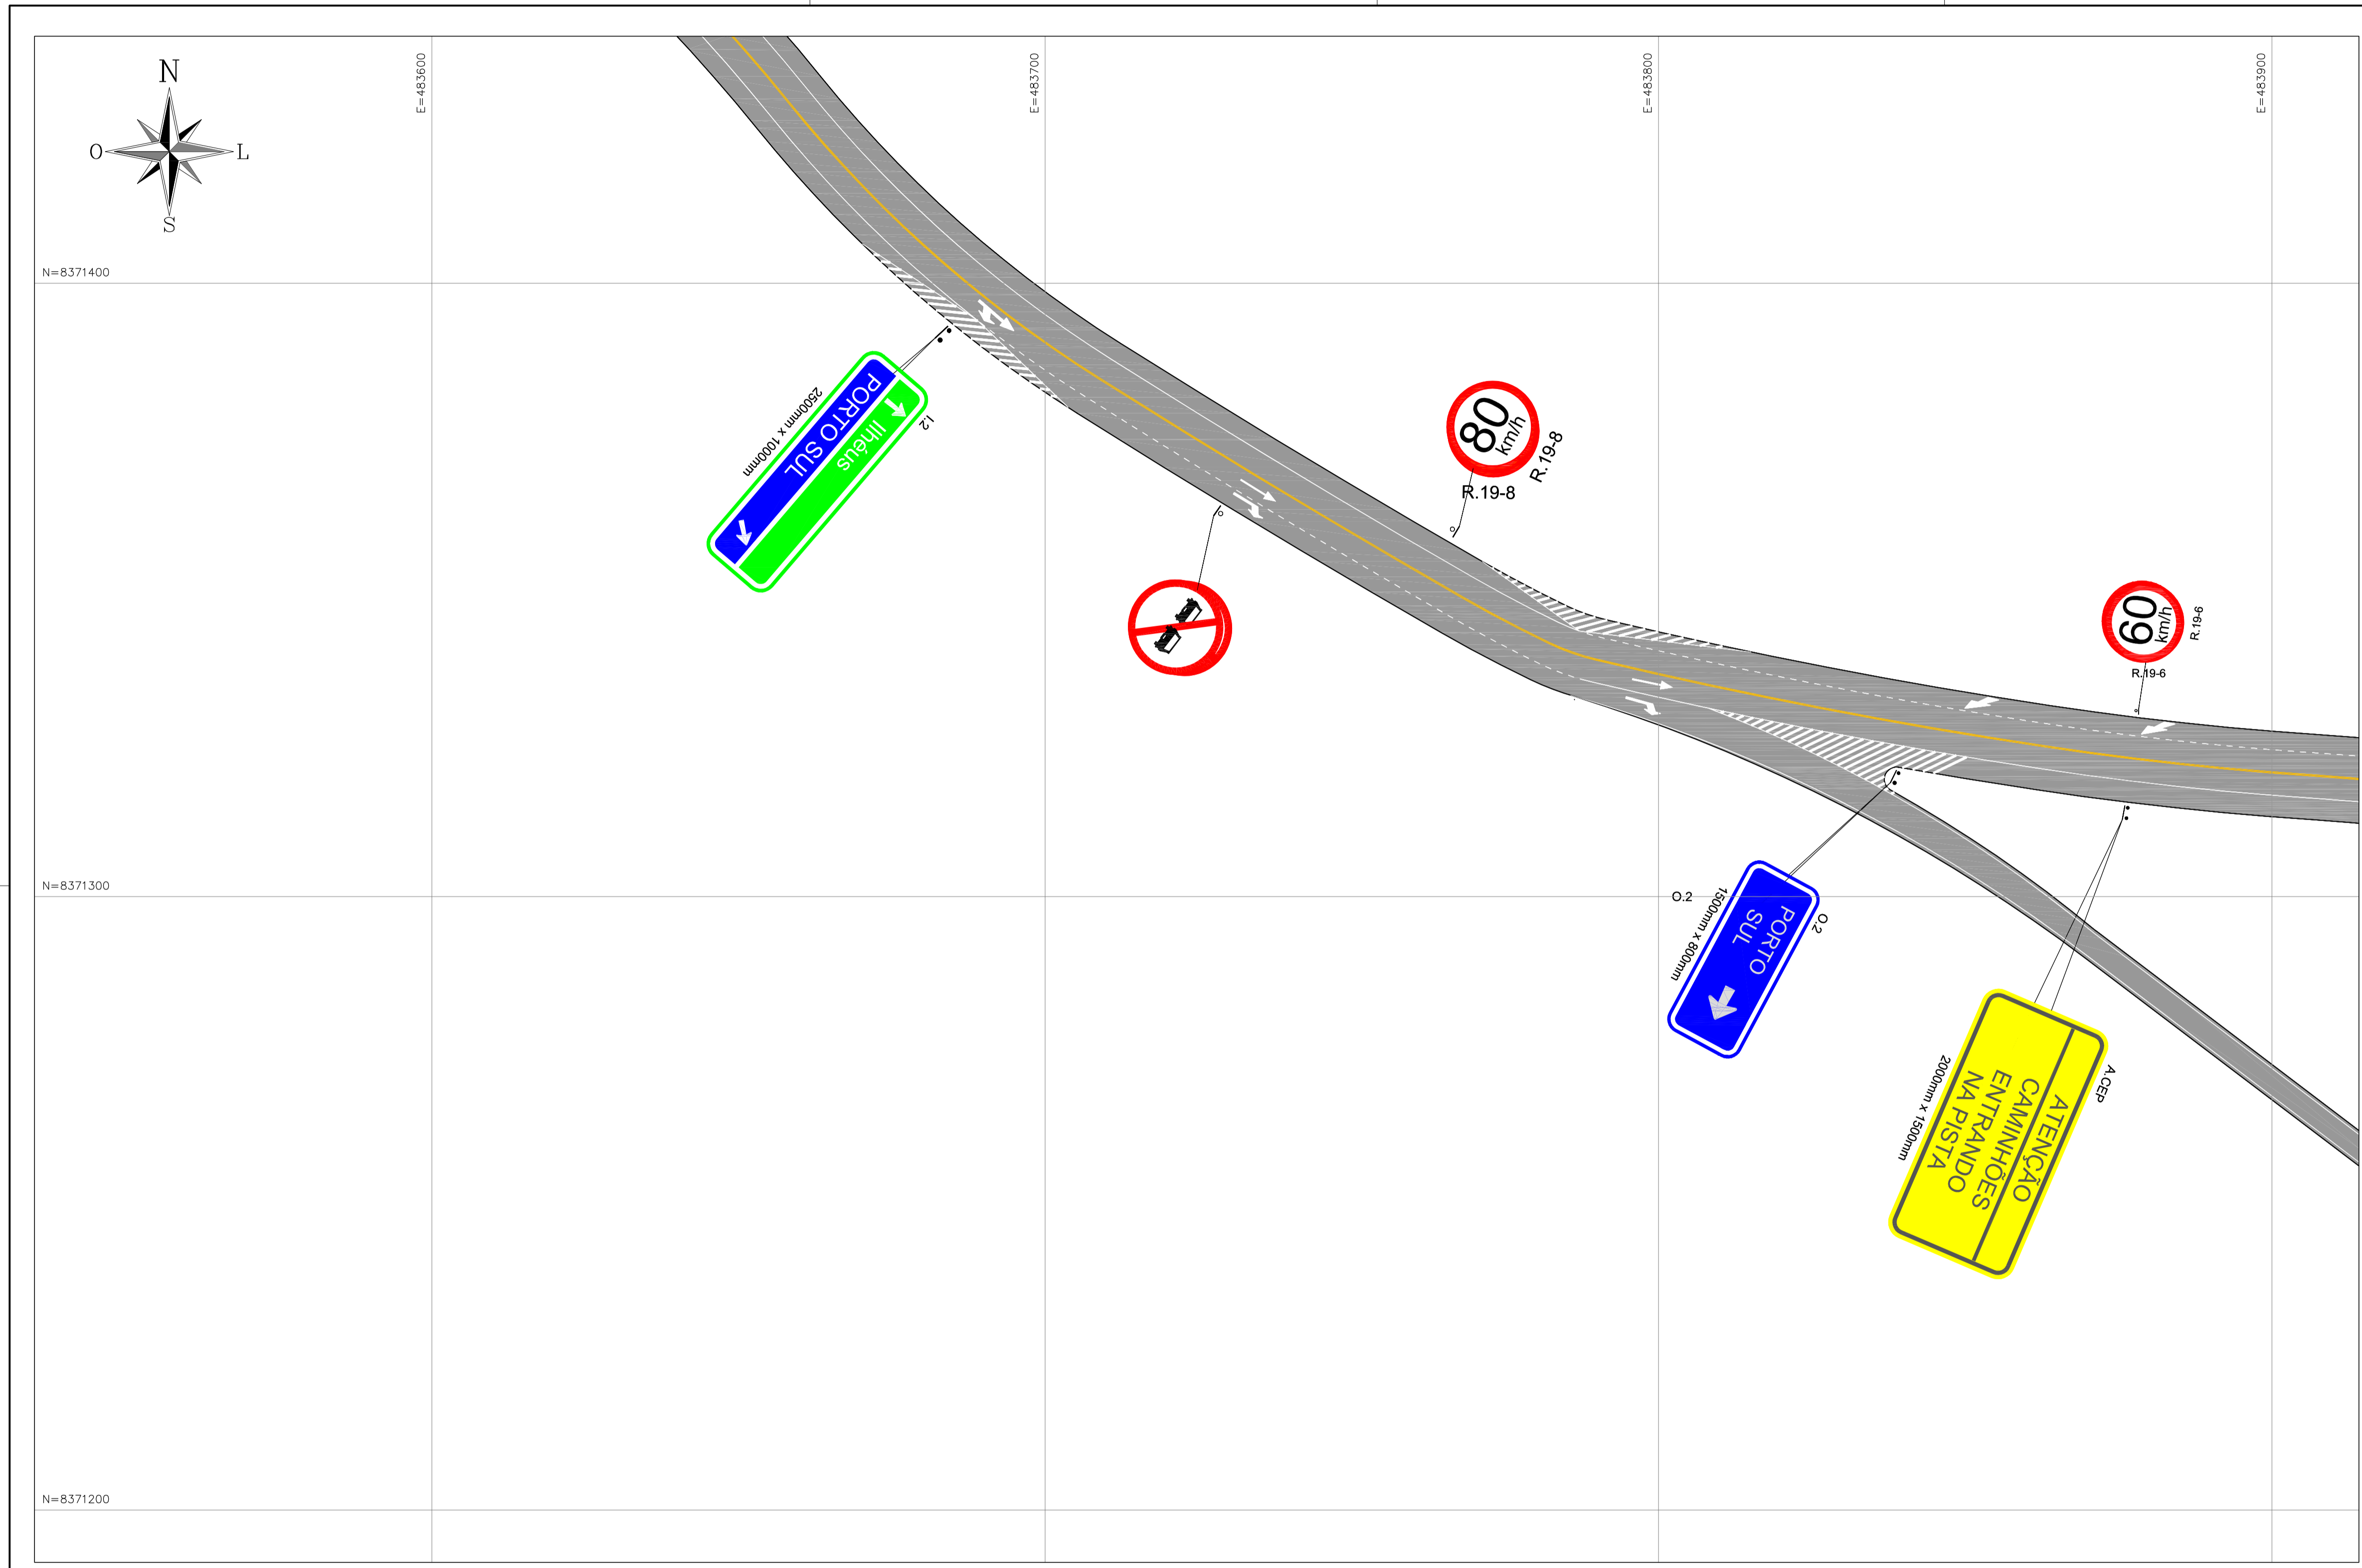 E=483600
E=483700
E=483800
E=483900
N
O
L
S
N=8371400
PORTO SUL
Ilhéus
2500mm x 1000mm
I.2
80
km/h
R.19-8
R.19-8
60
km/h
R.19-6
R.19-6
N=8371300
O.2
PORTO
SUL
1500mm x 800mm
O.2
ATENÇÃO
CAMINHÕES
ENTRANDO
NA PISTA
2000mm x 1500mm
A.CEP
N=8371200